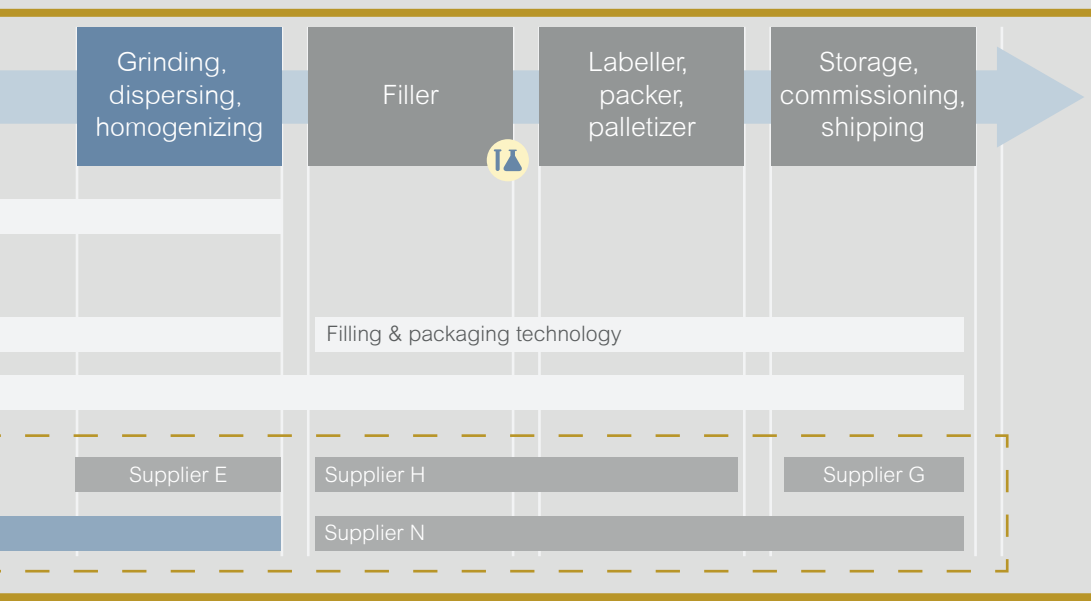 Grinding,
dispersing,
homogenizing
Filler
Labeller,
packer,
palletizer
Storage,
commissioning,
shipping
Filling & packaging technology
Supplier E
Supplier H
Supplier G
Supplier N